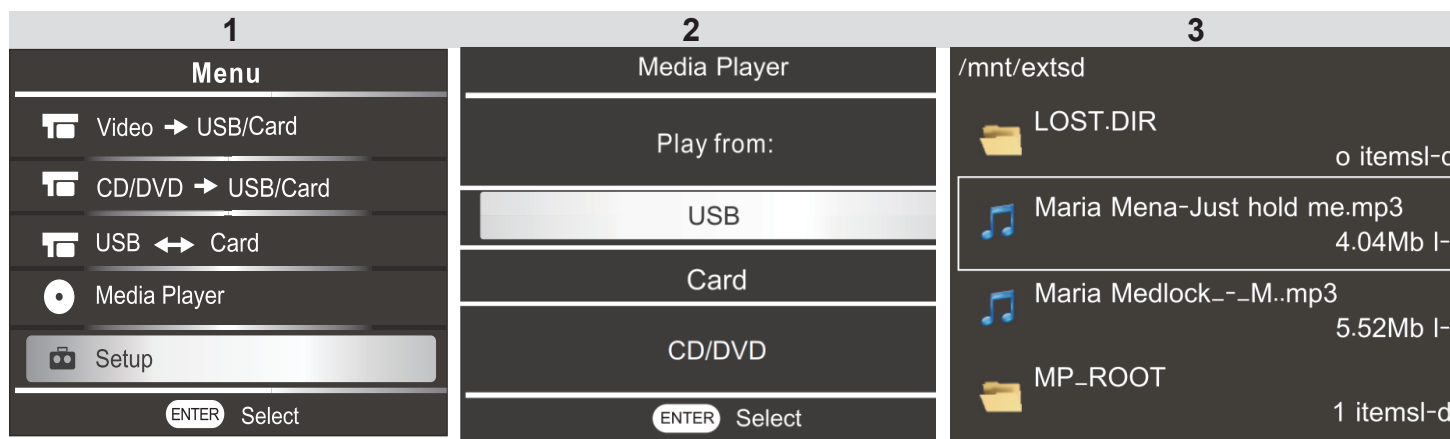 1
Menu
Video → USB/Card
CD/DVD → USB/Card
USB ↔ Card
Media Player
Setup
ENTER Select
2
Media Player
Play from:
USB
Card
CD/DVD
ENTER Select
3
/mnt/extsd
LOST.DIR
o itemsl-d
Maria Mena-Just hold me.mp3
4.04Mb l-
Maria Medlock_-_M..mp3
5.52Mb l-
MP_ROOT
1 itemsl-d